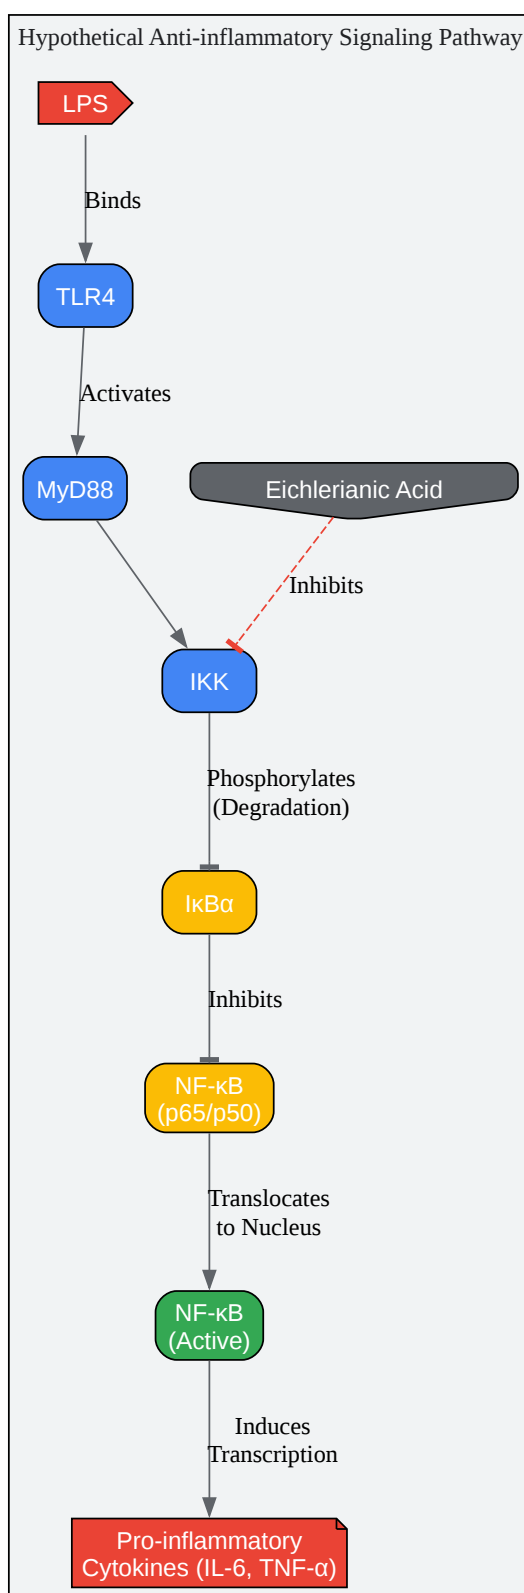 Hypothetical Anti-inflammatory Signaling Pathway
LPS
Binds
TLR4
Activates
MyD88
Eichlerianic Acid
Inhibits
IKK
Phosphorylates
(Degradation)
IκBα
Inhibits
NF-κB
(p65/p50)
Translocates
to Nucleus
NF-κB
(Active)
Induces
Transcription
Pro-inflammatory
Cytokines (IL-6, TNF-α)